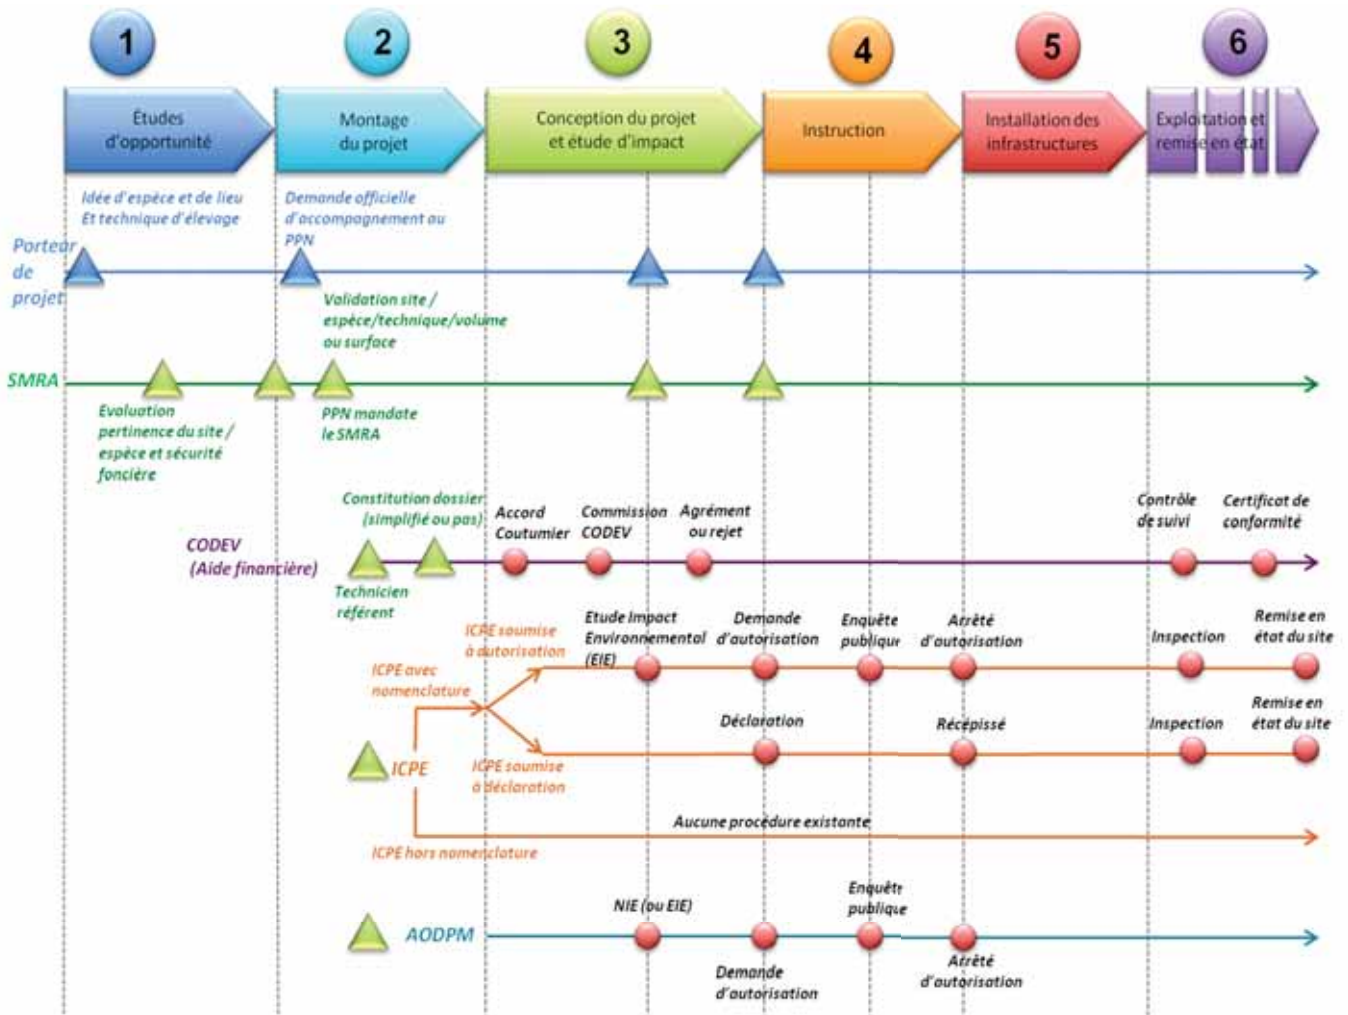 1
2
3
4
5
6
Études
d'opportunité
Montage
du projet
Conception du projet
et étude d'impact
Instruction
Installation des
infrastructures
Exploitation et
remise en état
Idée d'espèce et de lieu
Et technique d'élevage
Demande officielle
d'accompagnement au
PPN
Porteur
de
projet
Validation site /
espèce/technique/volume
ou surface
SMRA
Evaluation
pertinence du site /
espèce et sécurité
foncière
PPN mandate
le SMRA
Constitution dossier
(simplifié ou pas)
Accord
Coutumier
Commission
CODEV
Agrément
ou rejet
Contrôle
de suivi
Certificat de
conformité
CODEV
(Aide financière)
Technicien
référent
ICPE soumise
à autorisation
Etude Impact
Environnemental
(EIE)
Demande
d'autorisation
Enquête
publique
Arrêté
d'autorisation
Inspection
Remise en
état du site
ICPE avec
nomenclature
Déclaration
Récépissé
Inspection
Remise en
état du site
ICPE
ICPE soumise
à déclaration
Aucune procédure existante
ICPE hors nomenclature
NIE (ou EIE)
Enquête
publique
AODPM
Demande
d'autorisation
Arrêté
d'autorisation